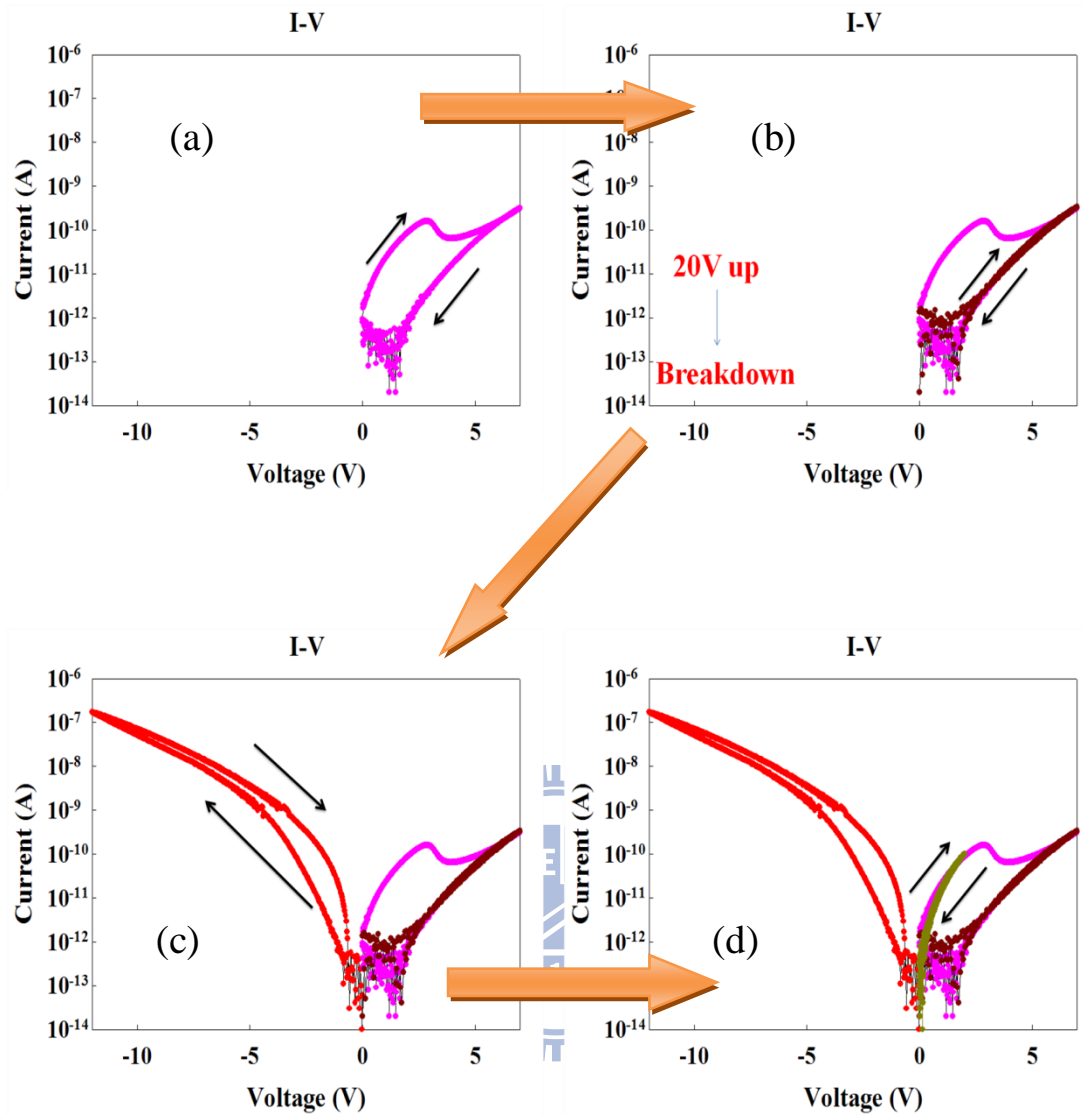 I-V
10-6
10-7
10-8
10-9
10-10
10-11
10-12
10-13
10-14
Current (A)
(a)
-10 -5 0 5
Voltage (V)
I-V
10-6
10-8
10-9
10-10
10-11
10-12
10-13
10-14
Current (A)
(b)
20V up
Breakdown
-10 -5 0 5
Voltage (V)
I-V
10-6
10-7
10-8
10-9
10-10
10-11
10-12
10-13
10-14
Current (A)
(c)
-10 -5 0 5
Voltage (V)
I-V
10-6
10-7
10-8
10-9
10-10
10-11
10-12
10-13
10-14
Current (A)
(d)
-10 -5 0 5
Voltage (V)